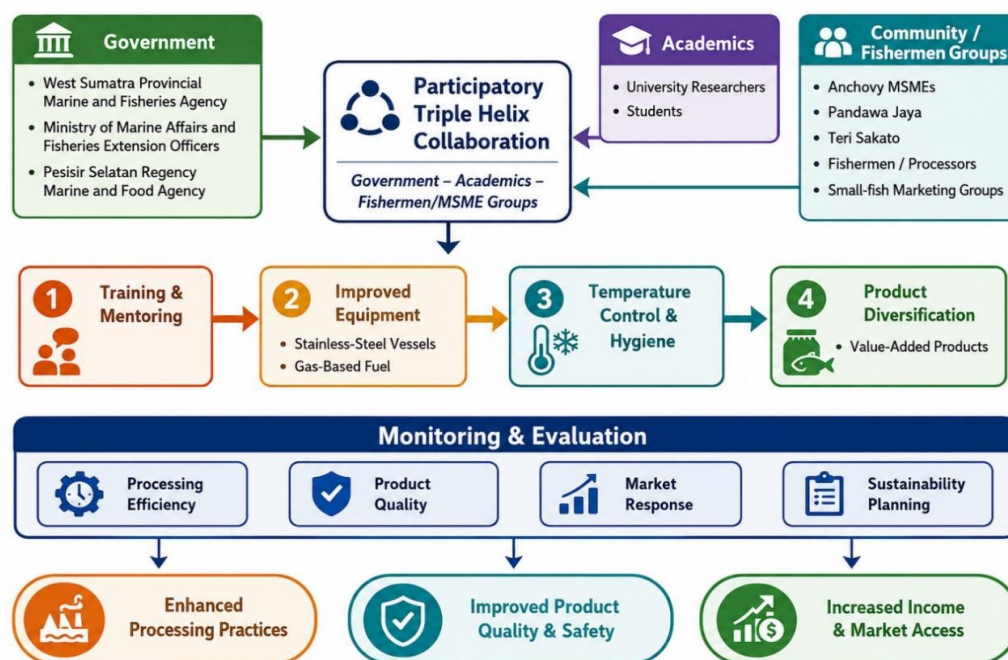 Government
• West Sumatra Provincial
Marine and Fisheries Agency
• Ministry of Marine Affairs and
Fisheries Extension Officers
• Pesisir Selatan Regency
Marine and Food Agency
Participatory
Triple Helix
Collaboration
Government – Academics –
Fishermen/MSME Groups
Academics
• University Researchers
• Students
Community /
Fishermen Groups
• Anchovy MSMEs
• Pandawa Jaya
• Teri Sakato
• Fishermen / Processors
• Small-fish Marketing Groups
1
Training &
Mentoring
2
Improved
Equipment
• Stainless-Steel Vessels
• Gas-Based Fuel
3
Temperature
Control &
Hygiene
4
Product
Diversification
• Value-Added Products
Monitoring & Evaluation
Processing
Efficiency
Product
Quality
Market
Response
Sustainability
Planning
Enhanced
Processing Practices
Improved Product
Quality & Safety
$
Increased Income
& Market Access